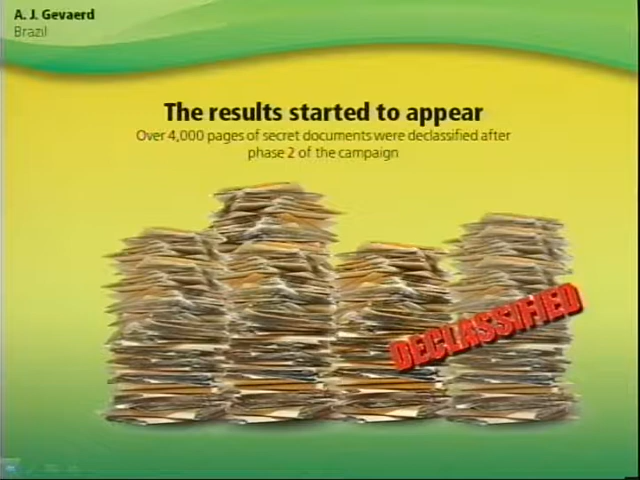 A. J. Gevaerd
Brazil
The results started to appear
Over 4,000 pages of secret documents were declassified after
phase 2 of the campaign
DECLASSIFIED